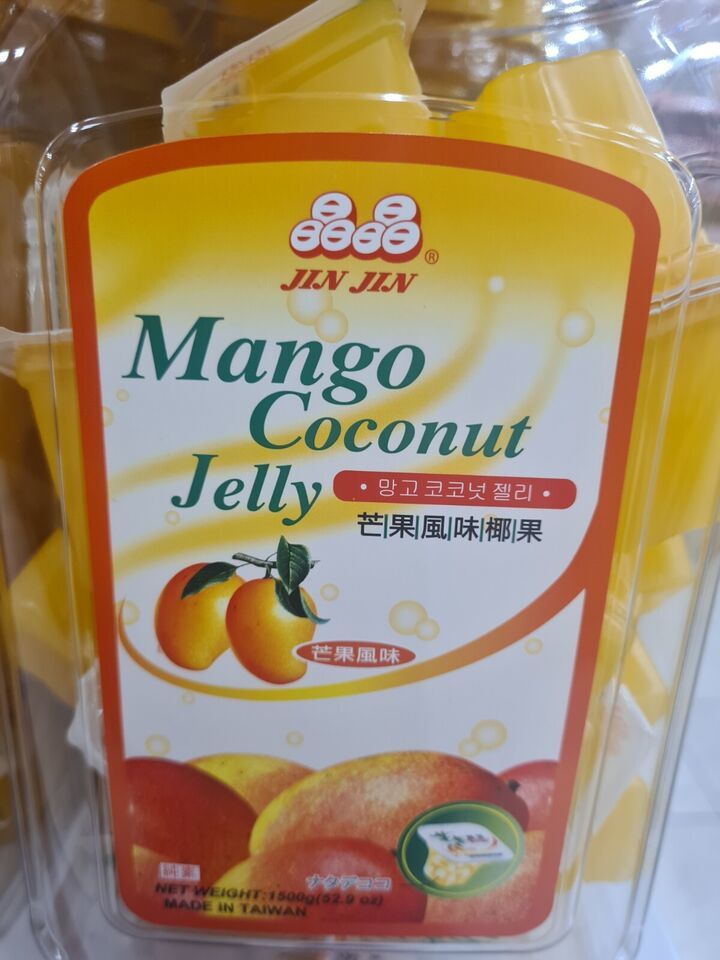 晶晶®
JIN JIN
Mango
Coconut
Jelly
• 망고 코코넛 젤리 •
芒|果|風|味|椰|果
芒果風味
純素
ナタデココ
NET WEIGHT:1500g(52.9 oz)
MADE IN TAIWAN